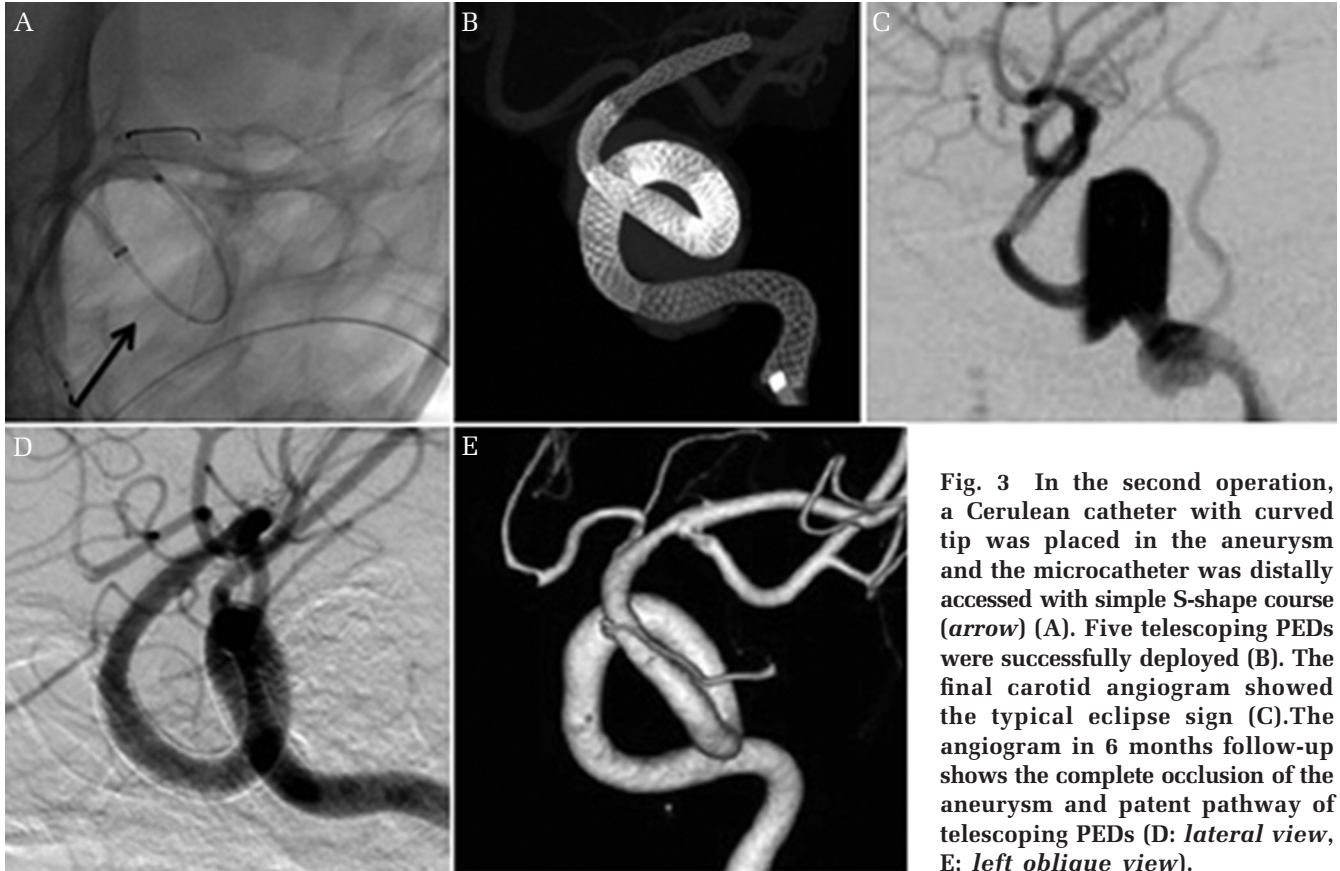 A
B
C
D
E
Fig. 3 In the second operation,
a Cerulean catheter with curved
tip was placed in the aneurysm
and the microcatheter was distally
accessed with simple S-shape course
(arrow) (A). Five telescoping PEDs
were successfully deployed (B). The
final carotid angiogram showed
the typical eclipse sign (C).The
angiogram in 6 months follow-up
shows the complete occlusion of the
aneurysm and patent pathway of
telescoping PEDs (D: lateral view,
E: left oblique view).